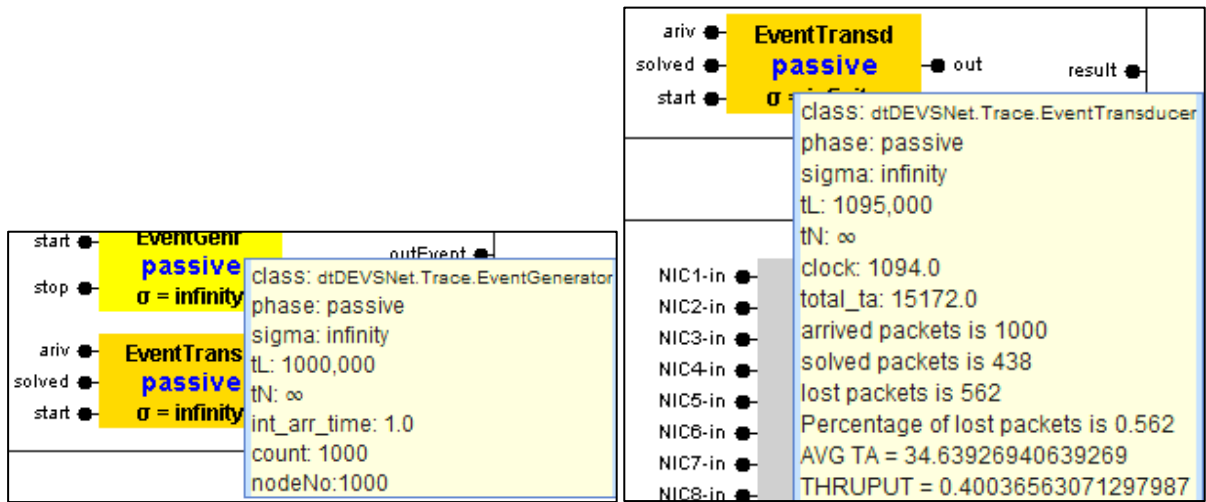 start
EventGenr
outEvent
passive
stop
σ = infinity
class: dtDEVSNet.Trace.EventGenerator
phase: passive
sigma: infinity
tL: 1000,000
tN: ∞
int_arr_time: 1.0
count: 1000
nodeNo:1000
ariv
EventTrans
solved
passive
start
σ = infinity
ariv
EventTransd
solved
passive
out
result
start
σ = infinity
class: dtDEVSNet.Trace.EventTransducer
phase: passive
sigma: infinity
tL: 1095,000
tN: ∞
clock: 1094.0
total_ta: 15172.0
arrived packets is 1000
solved packets is 438
lost packets is 562
Percentage of lost packets is 0.562
AVG TA = 34.63926940639269
THRUPUT = 0.40036563071297987
NIC1-in
NIC2-in
NIC3-in
NIC4-in
NIC5-in
NIC6-in
NIC7-in
NIC8-in